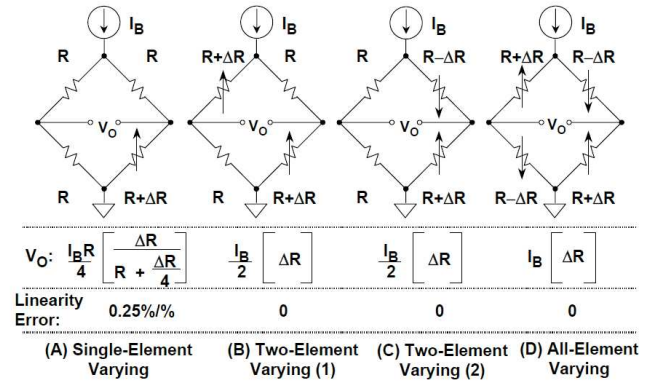 I_B I_B I_B I_B
R R R+ΔR R R R−ΔR R+ΔR R−ΔR
V_O V_O V_O V_O
R R+ΔR R R+ΔR R R+ΔR R−ΔR R+ΔR
V_O: I_B R / 4 [ ΔR / (R + ΔR/4) ] I_B / 2 [ ΔR ] I_B / 2 [ ΔR ] I_B [ ΔR ]
Linearity
Error: 0.25%/% 0 0 0
(A) Single-Element (B) Two-Element (C) Two-Element (D) All-Element
Varying Varying (1) Varying (2) Varying